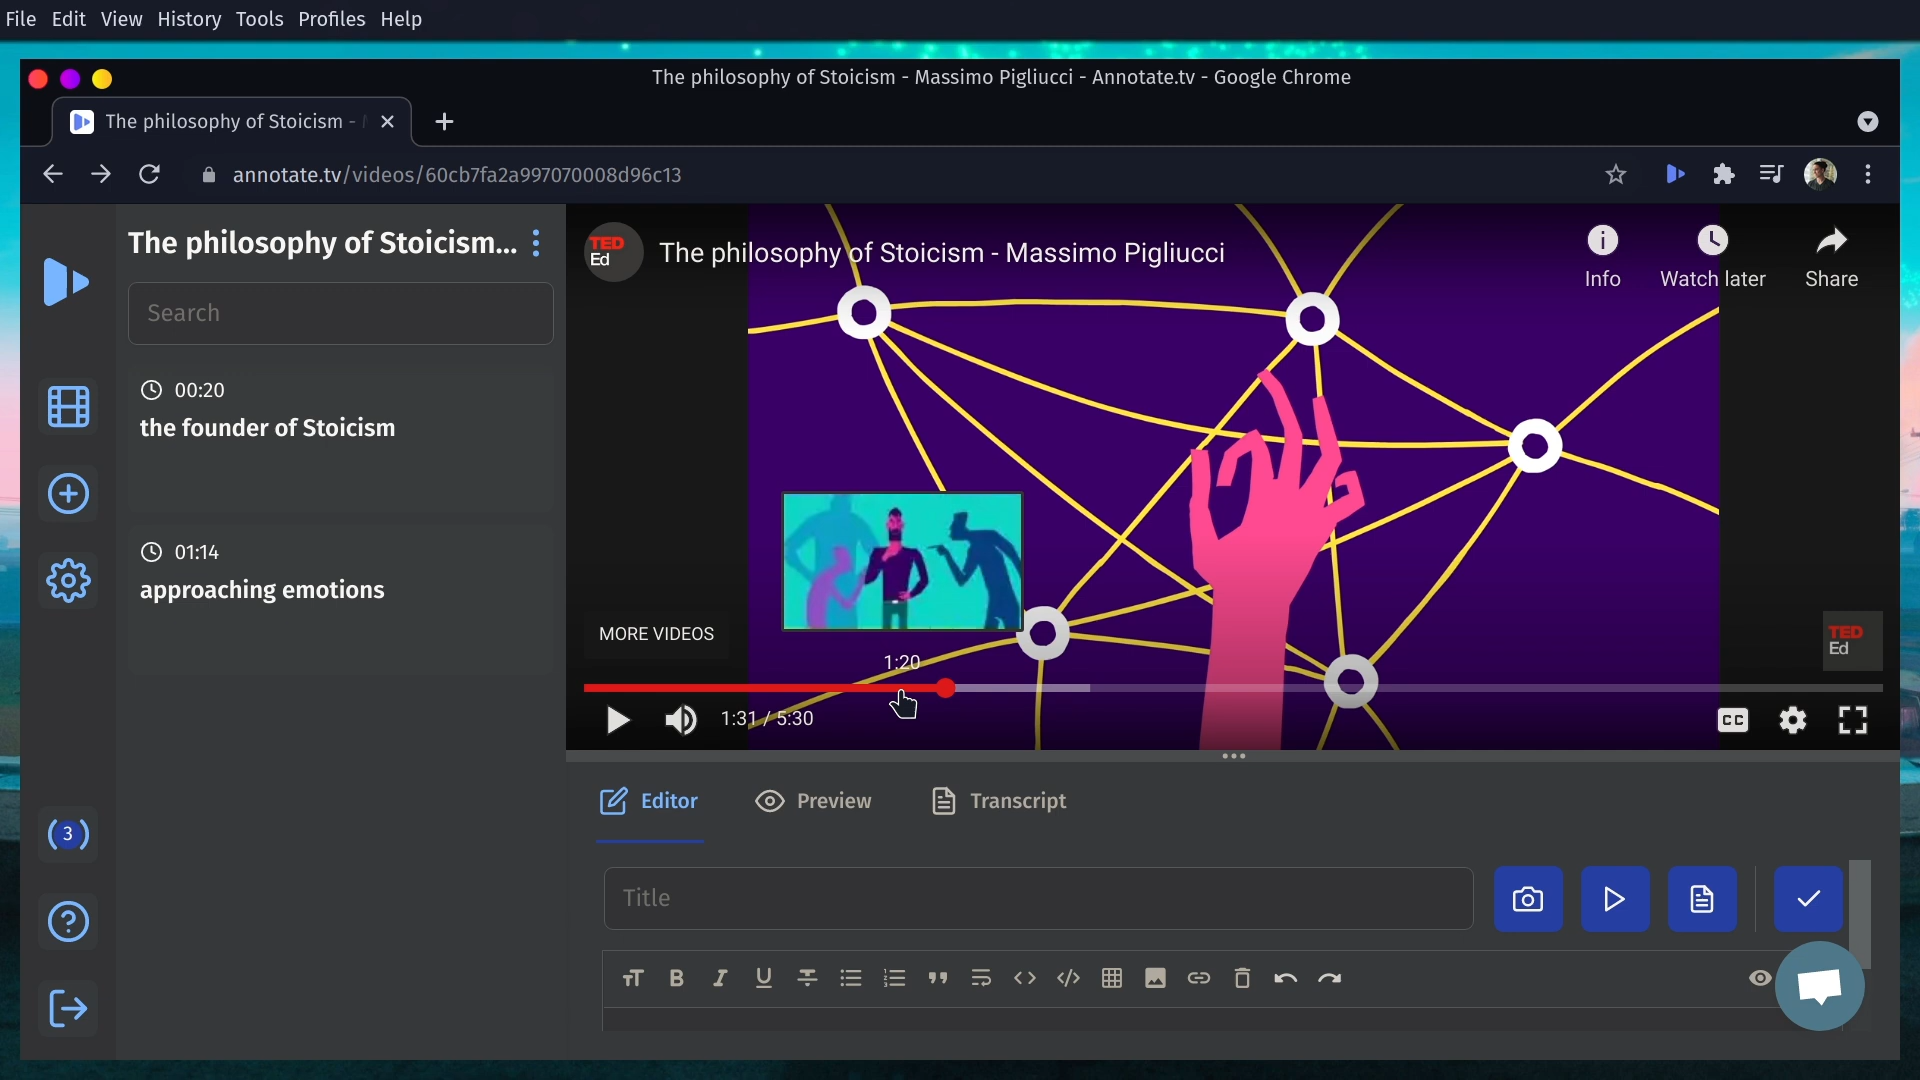 File Edit View History Tools Profiles Help
The philosophy of Stoicism - Massimo Pigliucci - Annotate.tv - Google Chrome
The philosophy of Stoicism -
annotate.tv/videos/60cb7fa2a997070008d96c13
The philosophy of Stoicism...
Search
00:20
the founder of Stoicism
01:14
approaching emotions
3
TED
Ed
The philosophy of Stoicism - Massimo Pigliucci
Info
Watch later
Share
MORE VIDEOS
TED
Ed
1:20
1:31 / 5:30
CC
Editor
Preview
Transcript
Title